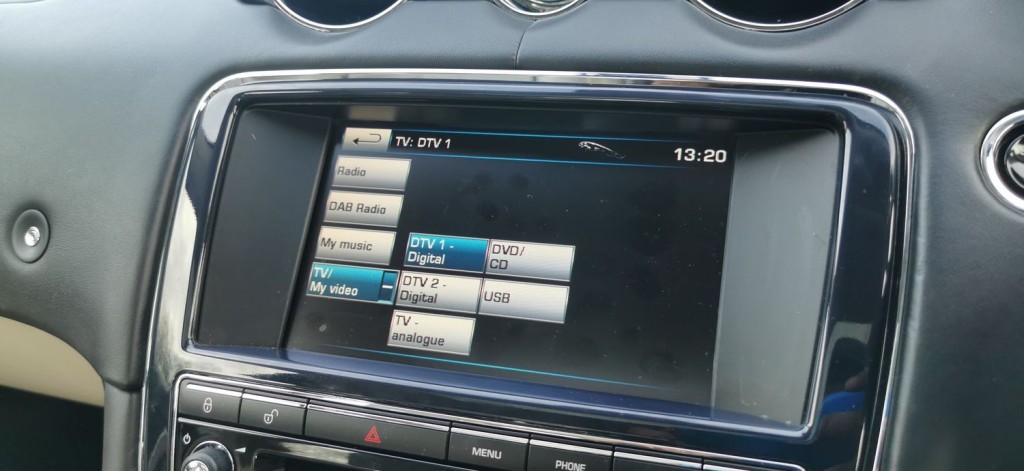 TV: DTV 1
13:20
Radio
DAB Radio
My music
TV/
My video
DTV 1 -
Digital
DVD/
CD
DTV 2 -
Digital
USB
TV -
analogue
MENU
PHONE